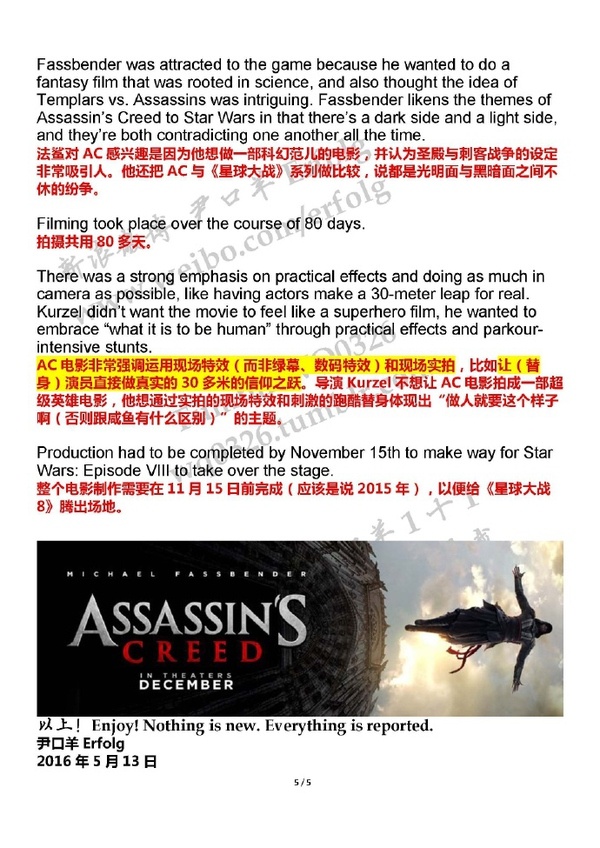 Fassbender was attracted to the game because he wanted to do a
fantasy film that was rooted in science, and also thought the idea of
Templars vs. Assassins was intriguing. Fassbender likens the themes of
Assassin's Creed to Star Wars in that there's a dark side and a light side,
and they're both contradicting one another all the time.
法鲨对 AC 感兴趣是因为他想做一部科幻范儿的电影，并认为圣殿与刺客战争的设定
非常吸引人。他还把 AC 与《星球大战》系列做比较，说都是光明面与黑暗面之间不
休的纷争。
Filming took place over the course of 80 days.
拍摄共用 80 多天。
There was a strong emphasis on practical effects and doing as much in
camera as possible, like having actors make a 30-meter leap for real.
Kurzel didn't want the movie to feel like a superhero film, he wanted to
embrace “what it is to be human” through practical effects and parkour-
intensive stunts.
AC 电影非常强调运用现场特效（而非绿幕、数码特效）和现场实拍，比如让（替
身）演员直接做真实的 30 多米的信仰之跃。导演 Kurzel 不想让 AC 电影拍成一部超
级英雄电影，他想通过实拍的现场特效和刺激的跑酷替身体现出“做人就要这个样子
啊（否则跟咸鱼有什么区别）”的主题。
Production had to be completed by November 15th to make way for Star
Wars: Episode VIII to take over the stage.
整个电影制作需要在 11 月 15 日前完成（应该是说 2015 年），以便给《星球大战
8》腾出场地。
MICHAEL FASSBENDER
ASSASSIN'S
CREED
IN THEATERS
DECEMBER
以上！Enjoy! Nothing is new. Everything is reported.
尹口羊 Erfolg
2016 年 5 月 13 日
5 / 5
新浪微博 尹口羊 Erfolg
www.weibo.com/erfolg